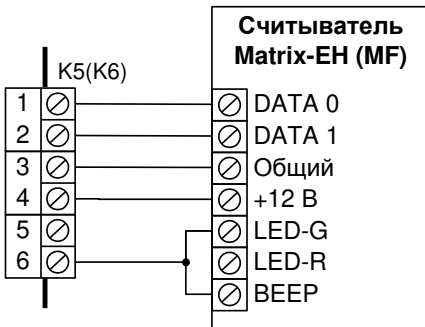 Считыватель
Matrix-EH (MF)
K5(K6)
1 DATA 0
2 DATA 1
3 Общий
4 +12 В
5 LED-G
6 LED-R
BEEP